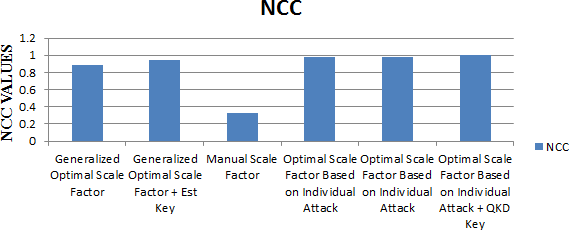 NCC
NCC VALUES
1.2
1
0.8
0.6
0.4
0.2
0
Generalized
Optimal Scale
Factor
Generalized
Optimal Scale
Factor + Est
Key
Manual Scale
Factor
Optimal Scale
Factor Based
on Individual
Attack
Optimal Scale
Factor Based
on Individual
Attack
Optimal Scale
Factor Based
on Individual
Attack + QKD
Key
NCC